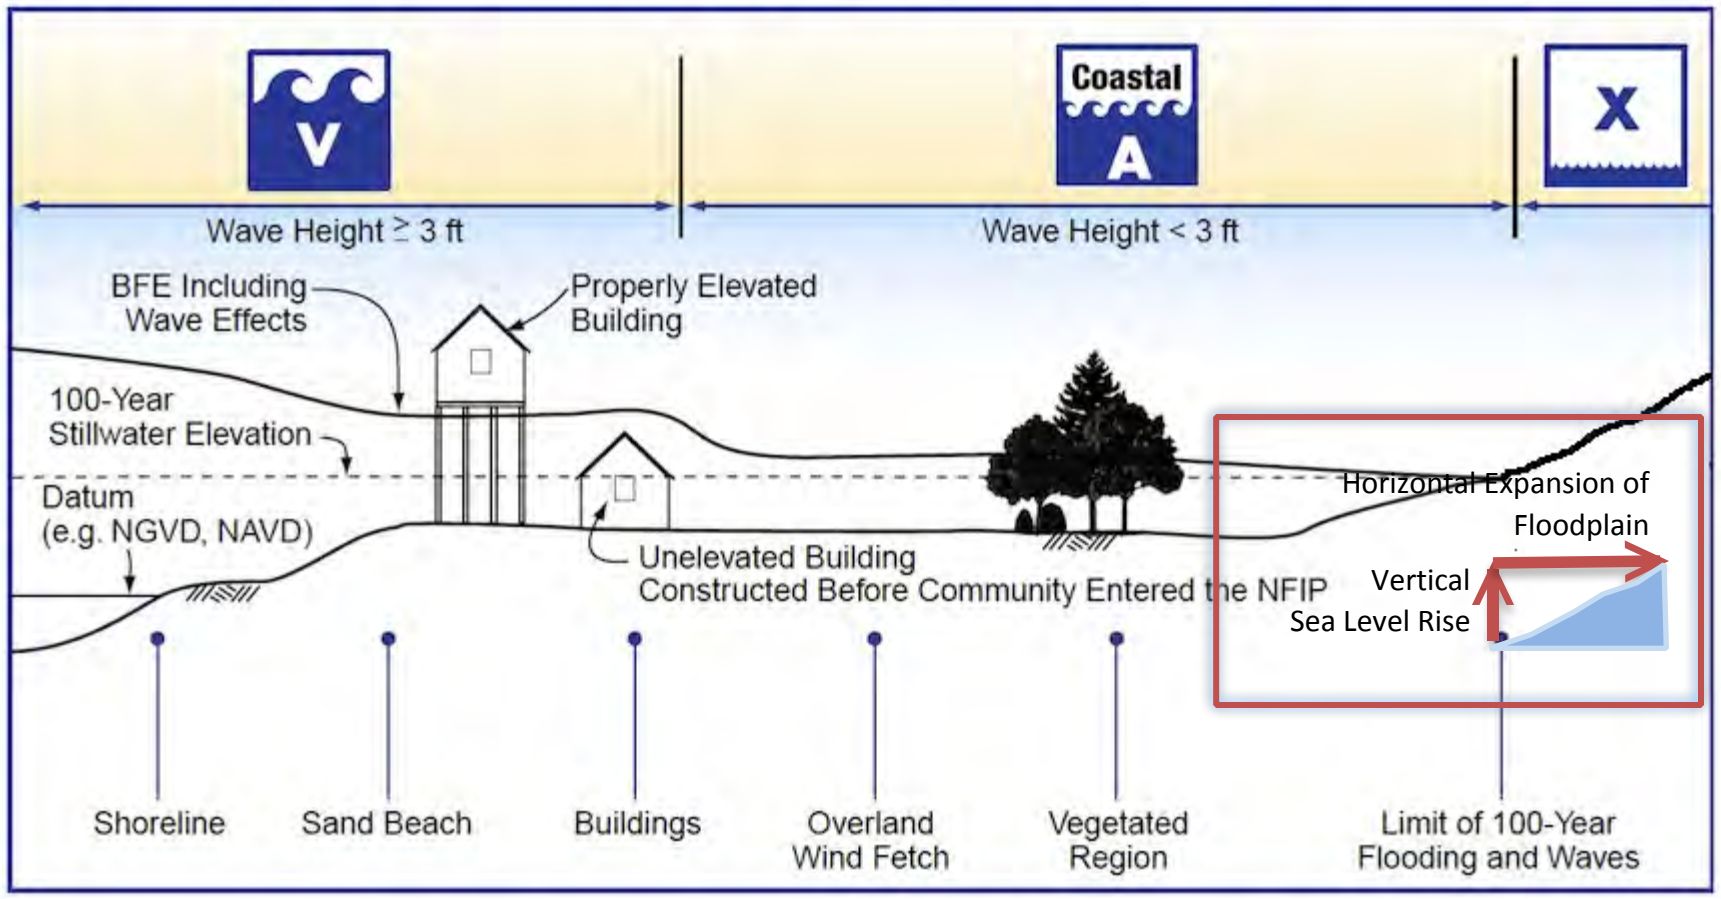 V
Coastal
A
X
Wave Height ≥ 3 ft
Wave Height < 3 ft
BFE Including
Wave Effects
Properly Elevated
Building
100-Year
Stillwater Elevation
Datum
(e.g. NGVD, NAVD)
Unelevated Building
Constructed Before Community Entered the NFIP
Horizontal Expansion of
Floodplain
Vertical
Sea Level Rise
Shoreline
Sand Beach
Buildings
Overland
Wind Fetch
Vegetated
Region
Limit of 100-Year
Flooding and Waves